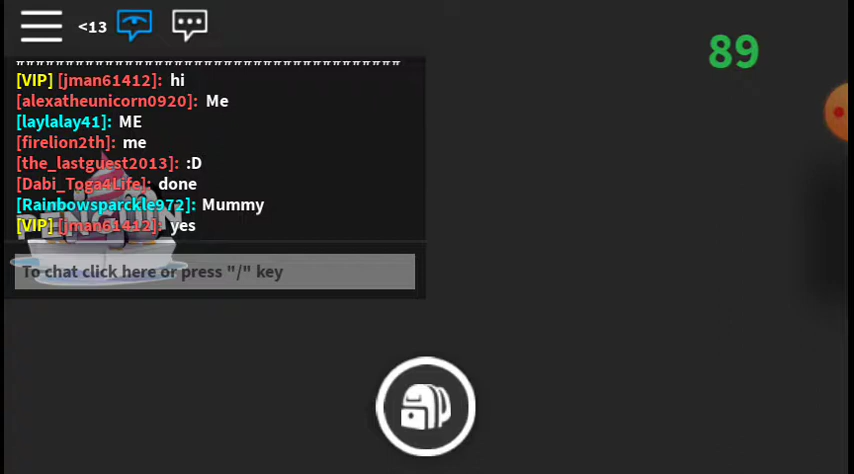 <13
89
[VIP] [jman61412]: hi
[alexatheunicorn0920]: Me
[laylalay41]: ME
[firelion2th]: me
[the_lastguest2013]: :D
[Dabi_Toga4Life]: done
[Rainbowsparckle972]: Mummy
[VIP] [jman61412]: yes
PENGUIN
To chat click here or press "/" key